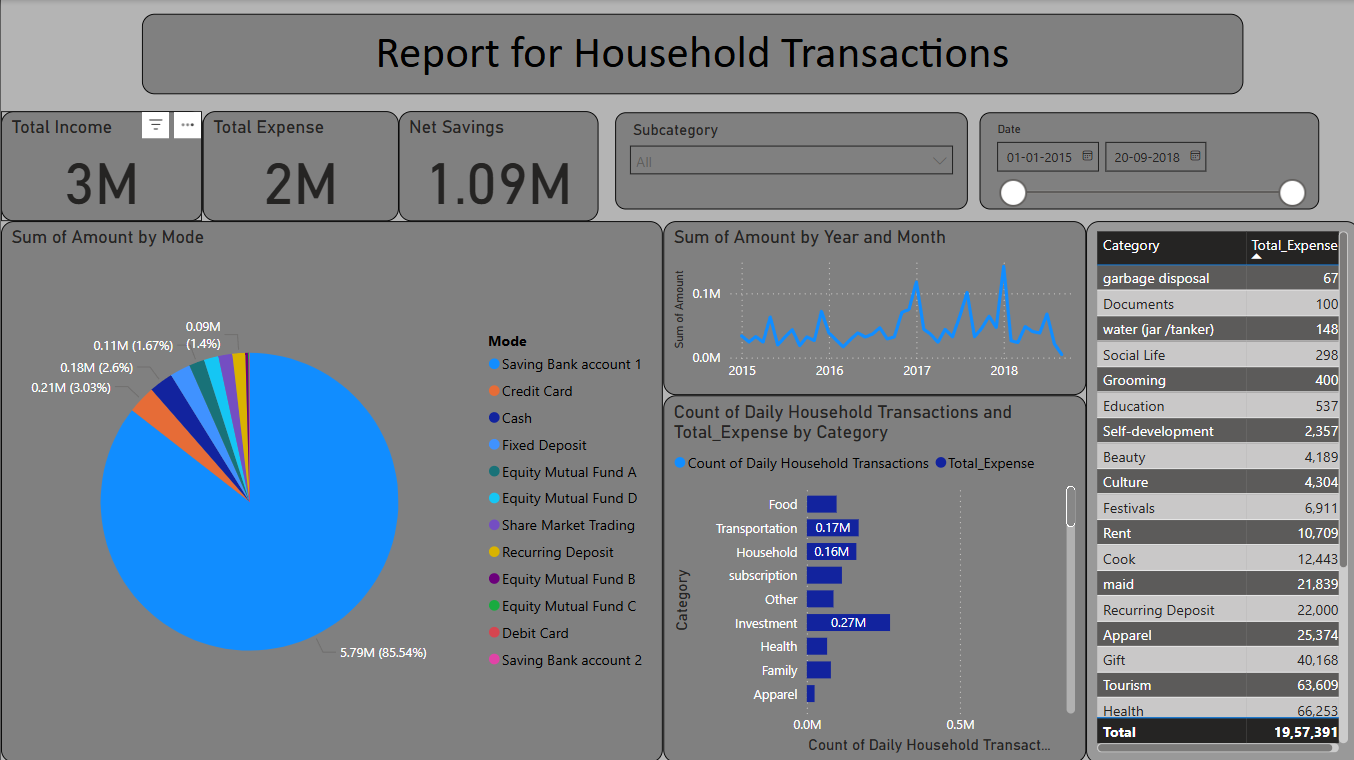 Report for Household Transactions
Total Income
3M
Total Expense
2M
Net Savings
1.09M
Subcategory
All
Date
01-01-2015
20-09-2018
Sum of Amount by Mode
0.09M
(1.4%)
0.11M (1.67%)
0.18M (2.6%)
0.21M (3.03%)
5.79M (85.54%)
Mode
Saving Bank account 1
Credit Card
Cash
Fixed Deposit
Equity Mutual Fund A
Equity Mutual Fund D
Share Market Trading
Recurring Deposit
Equity Mutual Fund B
Equity Mutual Fund C
Debit Card
Saving Bank account 2
Sum of Amount by Year and Month
Sum of Amount
0.1M
0.0M
2015 2016 2017 2018
Count of Daily Household Transactions and
Total_Expense by Category
Count of Daily Household Transactions Total_Expense
Category
Food
Transportation 0.17M
Household 0.16M
subscription
Other
Investment 0.27M
Health
Family
Apparel
0.0M 0.5M
Count of Daily Household Transact...
Category Total_Expense
garbage disposal 67
Documents 100
water (jar /tanker) 148
Social Life 298
Grooming 400
Education 537
Self-development 2,357
Beauty 4,189
Culture 4,304
Festivals 6,911
Rent 10,709
Cook 12,443
maid 21,839
Recurring Deposit 22,000
Apparel 25,374
Gift 40,168
Tourism 63,609
Health 66,253
Total 19,57,391